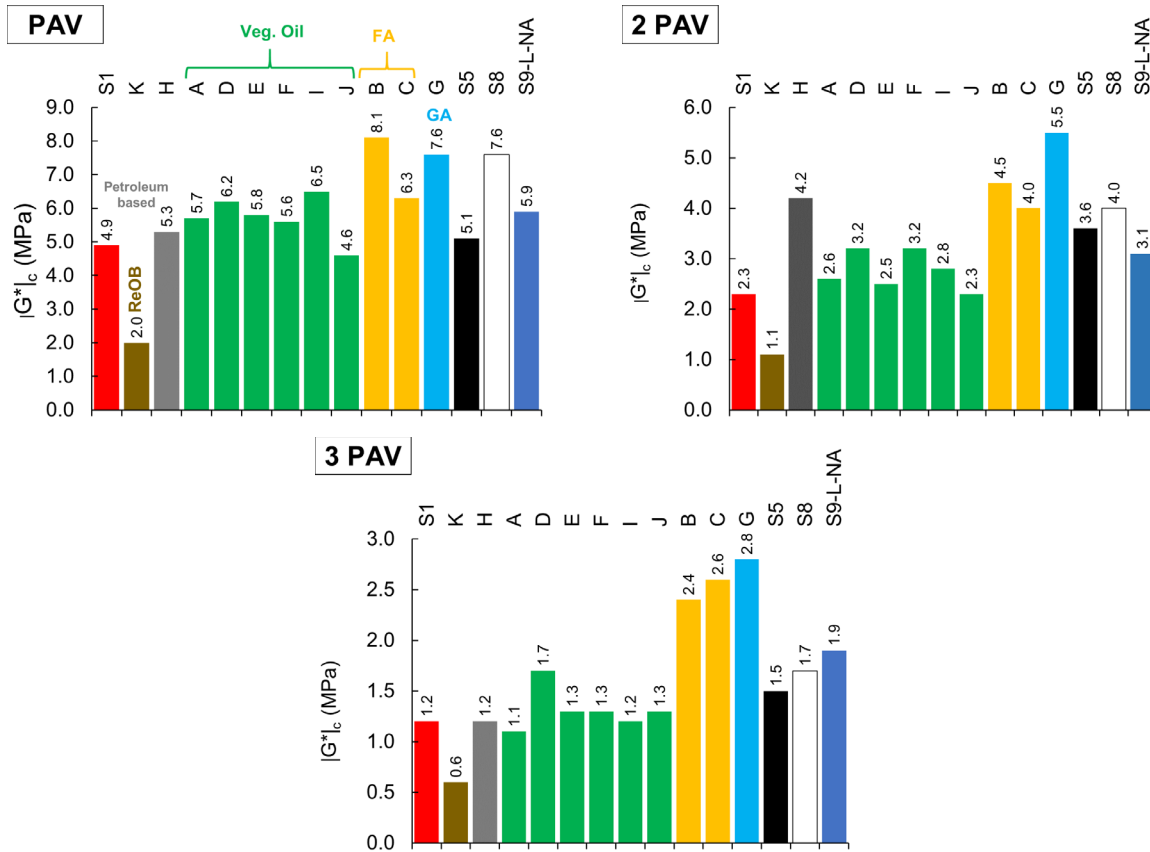 PAV
Veg. Oil
FA
S1 K H A D E F I J B C G S5 S8 S9-L-NA
GA
Petroleum
based
ReOB
|G*|c (MPa)
9.0
8.0
7.0
6.0
5.0
4.0
3.0
2.0
1.0
0.0
4.9 2.0 5.3 5.7 6.2 5.8 5.6 6.5 4.6 8.1 6.3 7.6 5.1 7.6 5.9
2 PAV
S1 K H A D E F I J B C G S5 S8 S9-L-NA
|G*|c (MPa)
6.0
5.0
4.0
3.0
2.0
1.0
0.0
2.3 1.1 4.2 2.6 3.2 2.5 3.2 2.8 2.3 4.5 4.0 5.5 3.6 4.0 3.1
3 PAV
S1 K H A D E F I J B C G S5 S8 S9-L-NA
|G*|c (MPa)
3.0
2.5
2.0
1.5
1.0
0.5
0.0
1.2 0.6 1.2 1.1 1.7 1.3 1.3 1.2 1.3 2.4 2.6 2.8 1.5 1.7 1.9